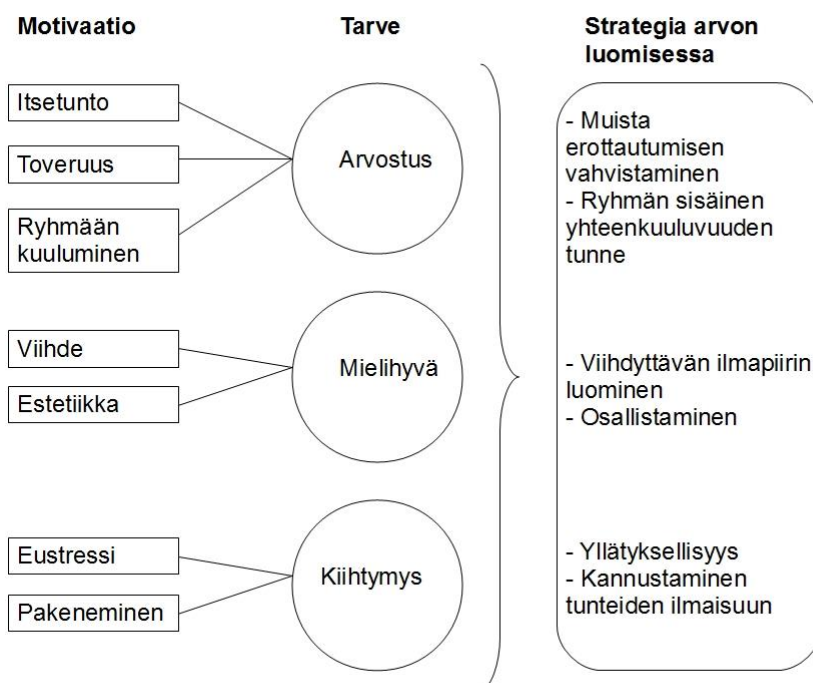 Motivaatio
Tarve
Strategia arvon
luomisessa
Itsetunto
Toveruus
Ryhmään
kuuluminen
Arvostus
- Muista
erottautumisen
vahvistaminen
- Ryhmän sisäinen
yhteenkuuluvuuden
tunne
Viihde
Estetiikka
Mielihyvä
- Viihdyttävän ilmapiirin
luominen
- Osallistaminen
Eustressi
Pakeneminen
Kiihtymys
- Yllätyksellisyys
- Kannustaminen
tunteiden ilmaisuun